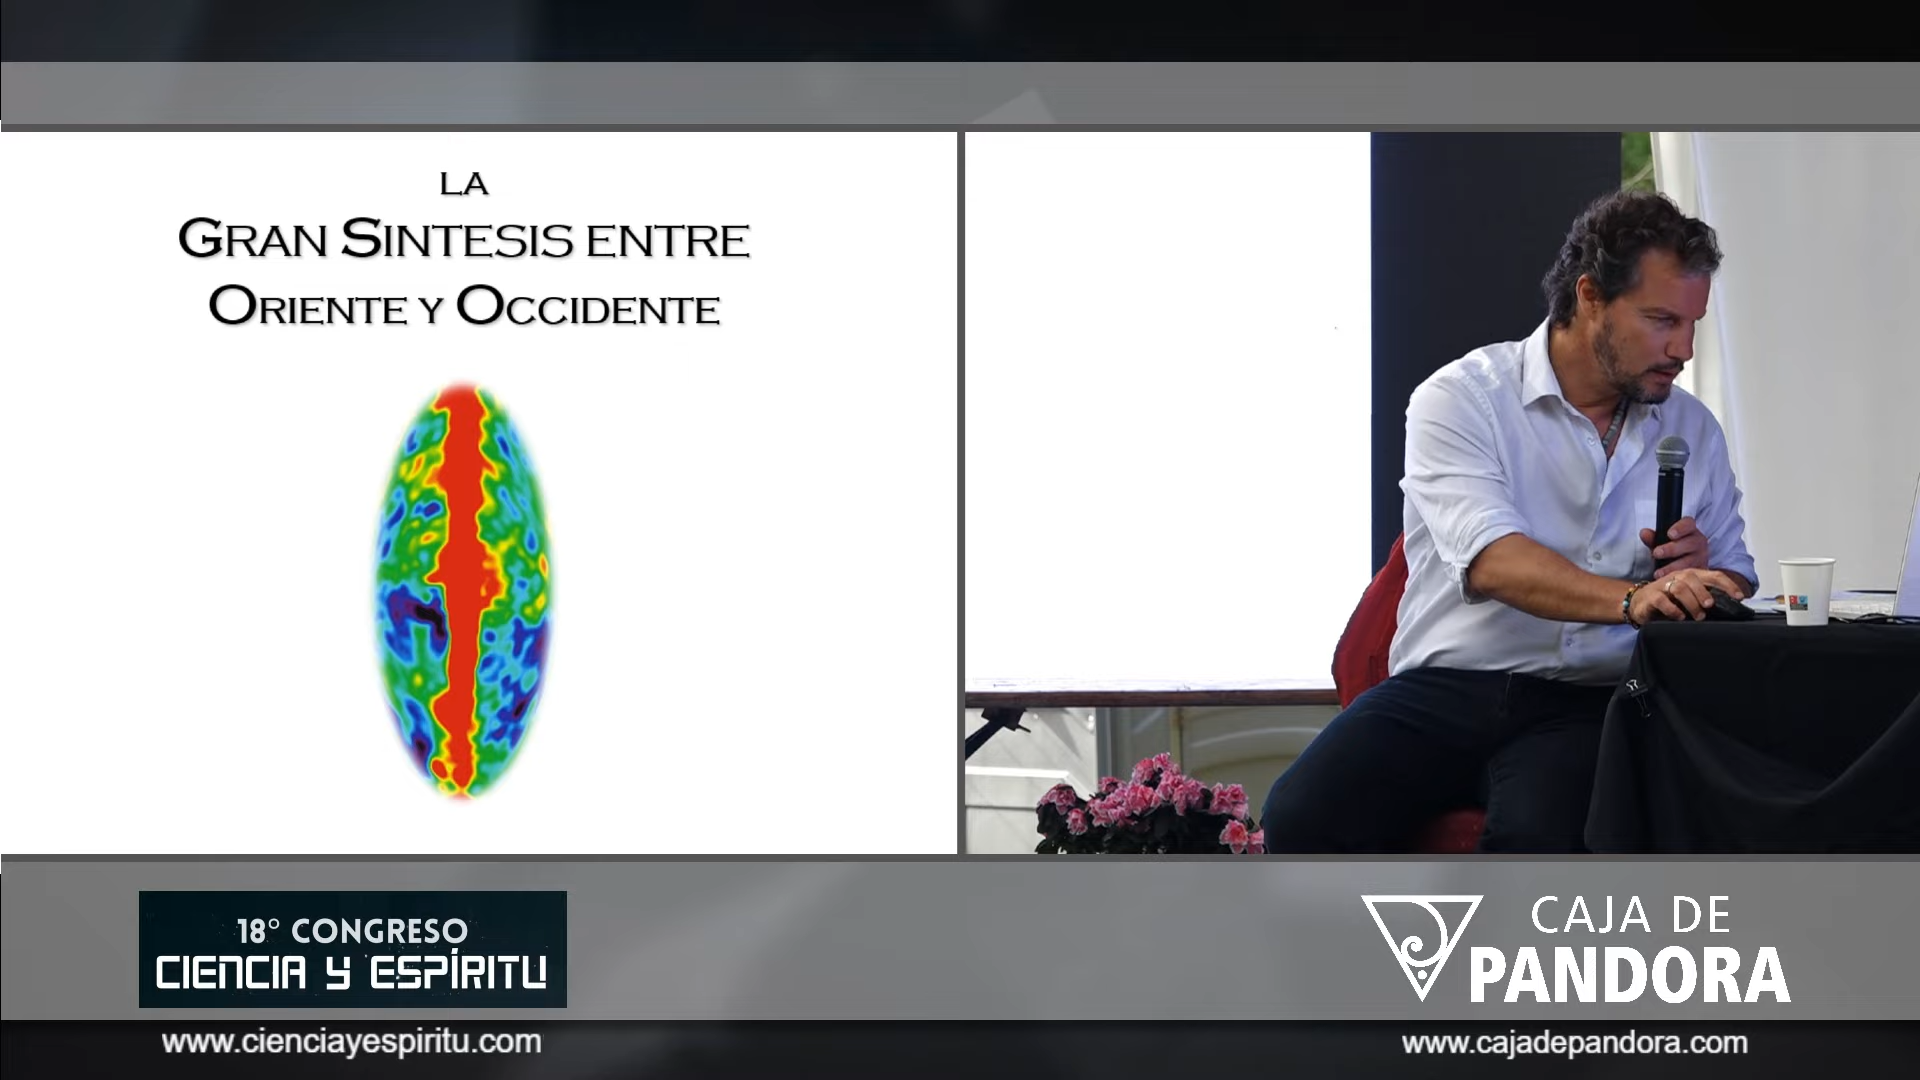 LA
GRAN SINTESIS ENTRE
ORIENTE Y OCCIDENTE
18° CONGRESO
CIENCIA Y ESPÍRITU
www.cienciayespiritu.com
CAJA DE
PANDORA
www.cajadepandora.com